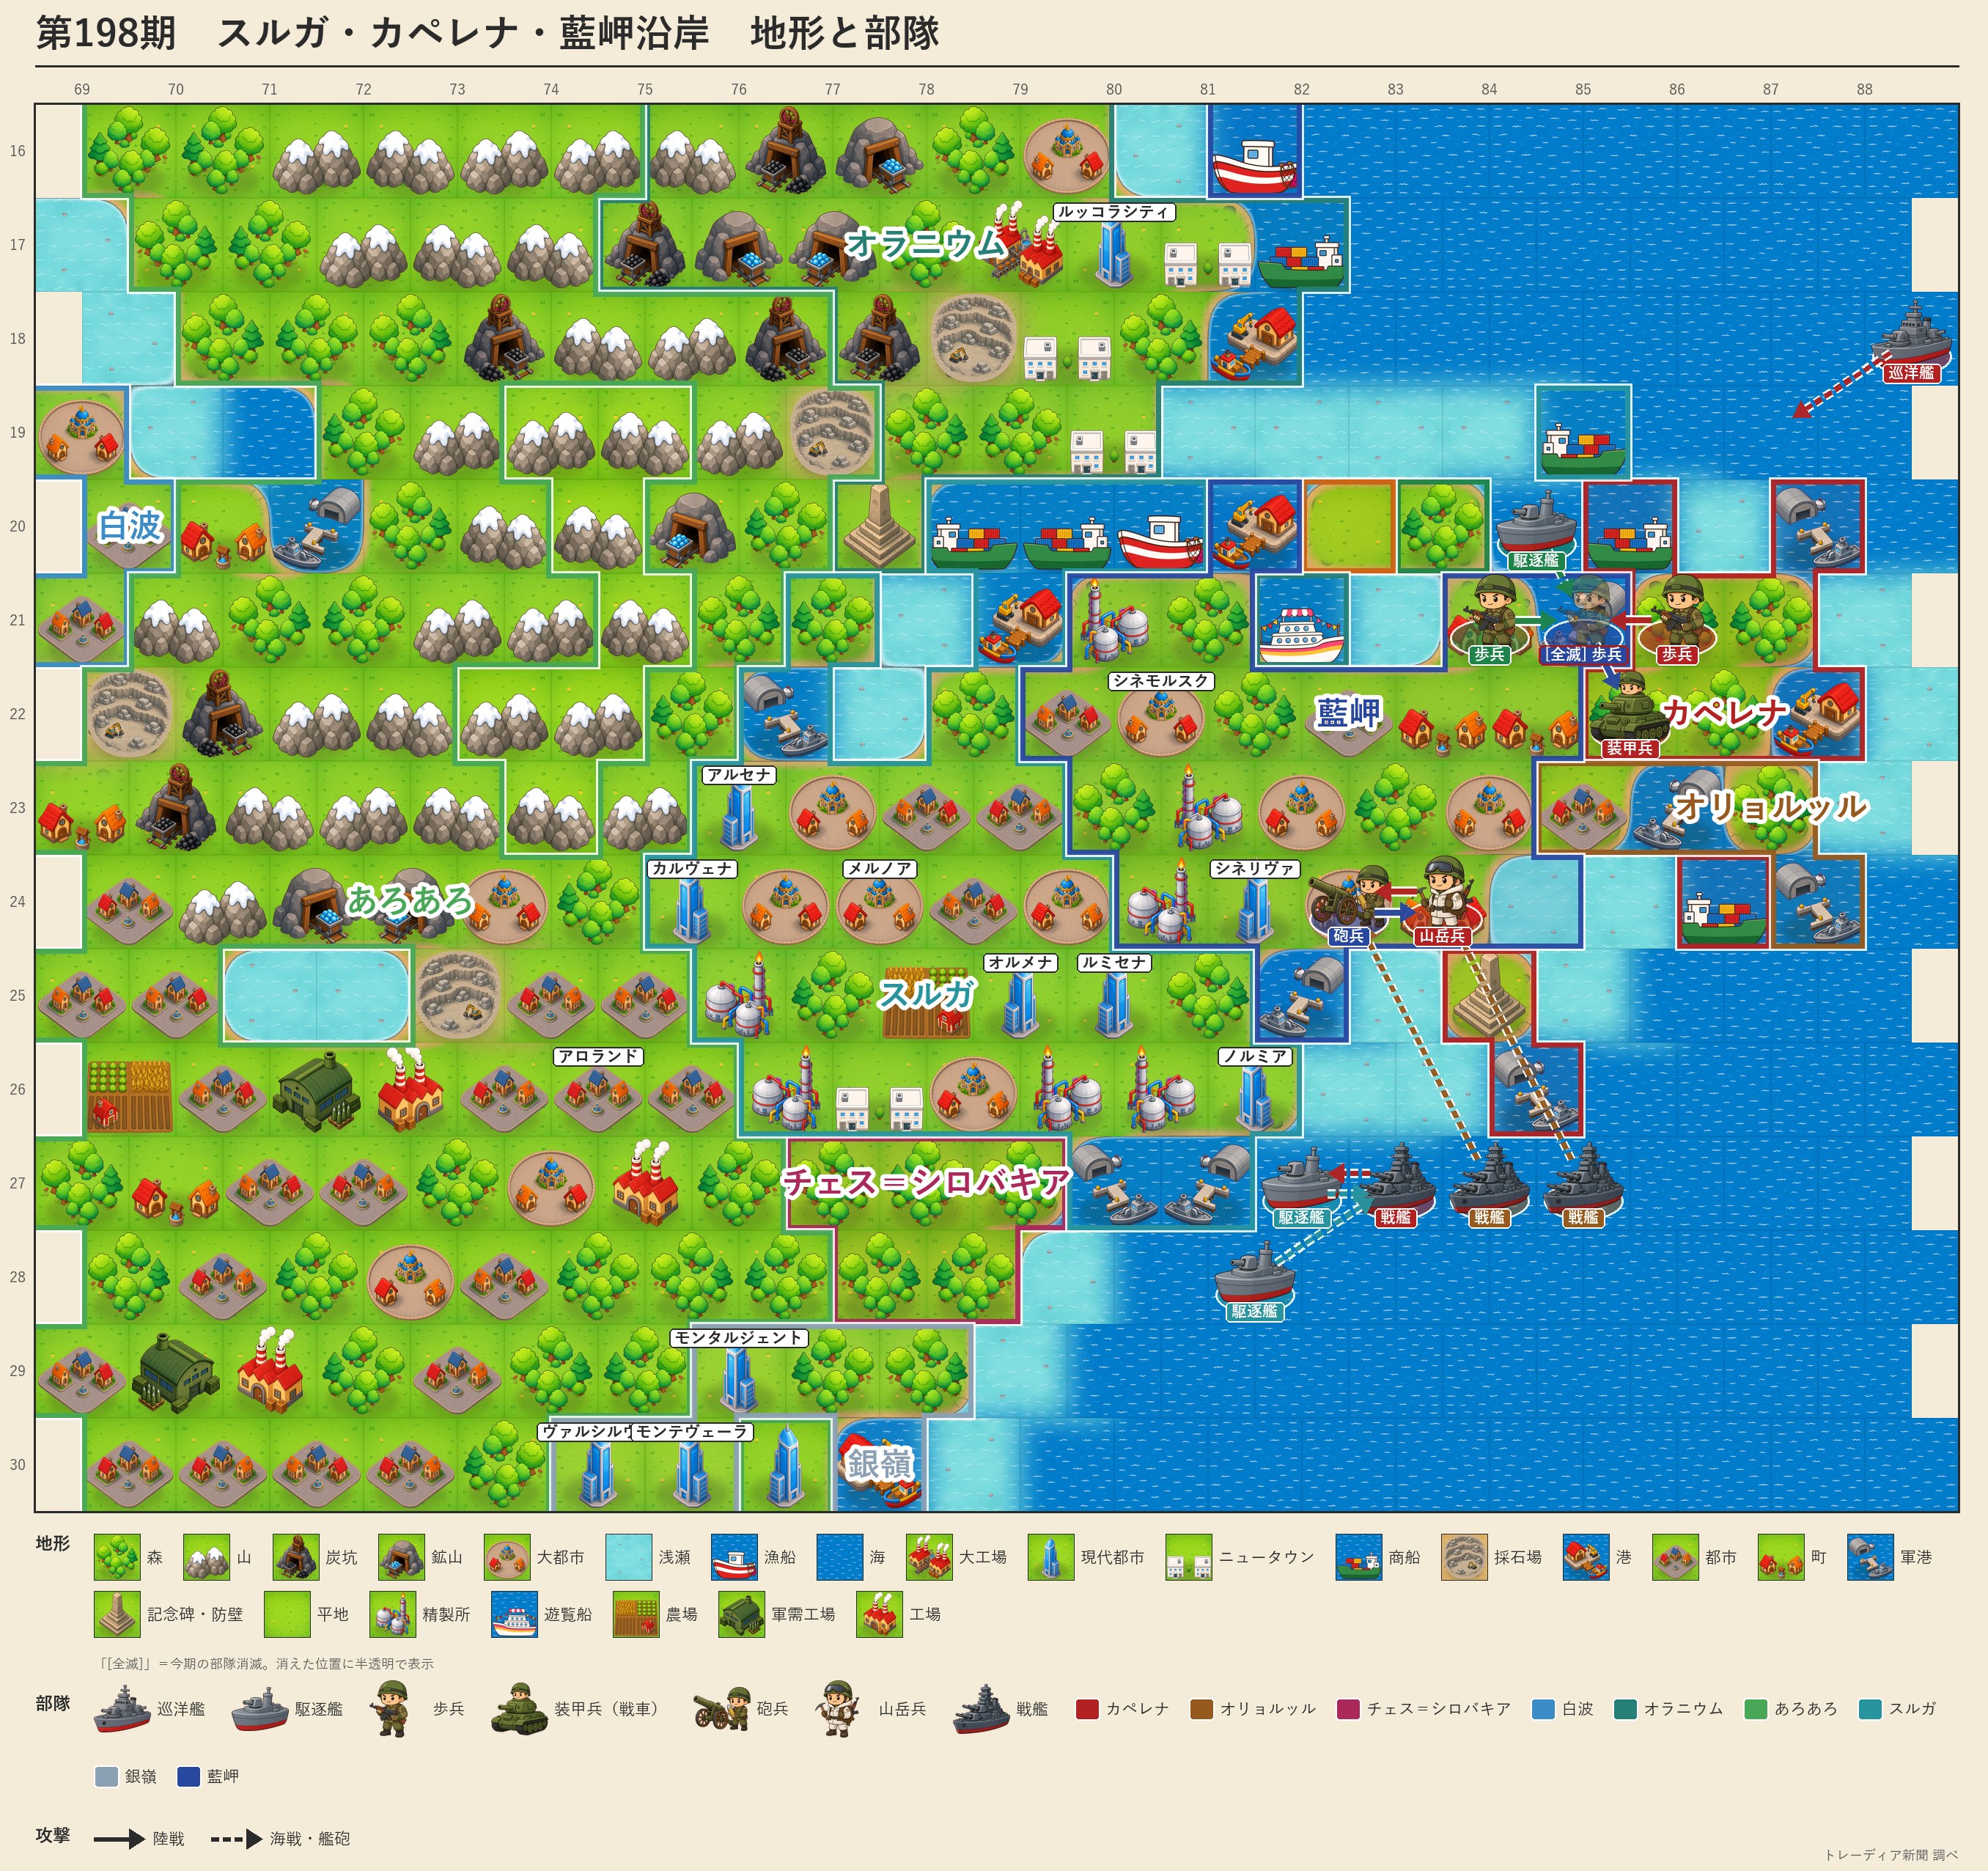 第198期 スルガ・カペレナ・藍岬沿岸 地形と部隊
69 70 71 72 73 74 75 76 77 78 79 80 81 82 83 84 85 86 87 88
16
17
ルッコラシティ
オラニウム
18
巡洋艦
19
20
白波
駆逐艦
21
歩兵
[全滅] 歩兵
歩兵
22
シネモルスク
藍岬
カペレナ
装甲兵
23
アルセナ
オリョルッル
24
カルヴェナ
メルノア
シネリヴァ
あろあろ
砲兵
山岳兵
25
オルメナ
ルミセナ
スルガ
26
アロランド
ノルミア
27
チェス=シロバキア
駆逐艦
戦艦
戦艦
戦艦
28
駆逐艦
29
モンタルジェント
30
モンテヴェーラ
銀嶺
地形 森 山 炭坑 鉱山 大都市 浅瀬 漁船 海 大工場 現代都市 ニュータウン 商船 採石場 港 都市 町 軍港
記念碑・防壁 平地 精製所 遊覧船 農場 軍需工場 工場
「[全滅]」=今期の部隊消滅。消えた位置に半透明で表示
部隊 巡洋艦 駆逐艦 歩兵 装甲兵（戦車） 砲兵 山岳兵 戦艦 カペレナ オリョルッル チェス=シロバキア 白波 オラニウム あろあろ スルガ
銀嶺 藍岬
攻撃 陸戦 海戦・艦砲
トレーディア新聞 調べ